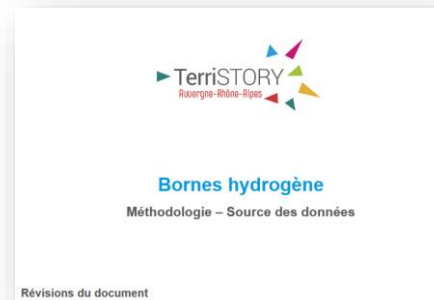 TerriSTORY
Auvergne-Rhône-Alpes
Bornes hydrogène
Méthodologie – Source des données
Révisions du document